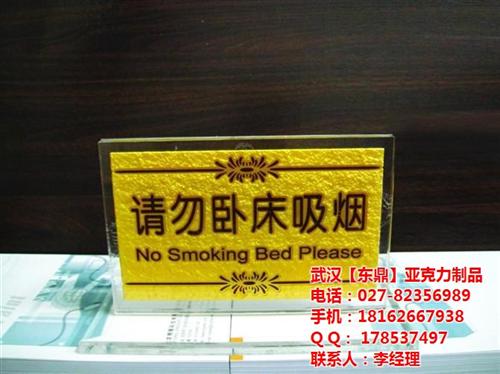 请勿卧床吸烟
No Smoking Bed Please
武汉【东鼎】亚克力制品
电话：027-82356989
手机：18162667938
QQ：178537497
联系人：李经理